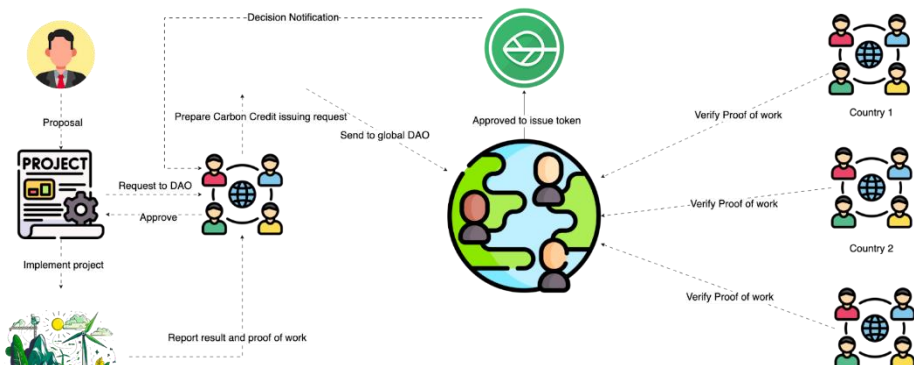 Decision Notification
Proposal
Prepare Carbon Credit issuing request
Approved to issue token
Verify Proof of work
Country 1
Send to global DAO
PROJECT
Request to DAO
Approve
Verify Proof of work
Country 2
Implement project
Verify Proof of work
Report result and proof of work